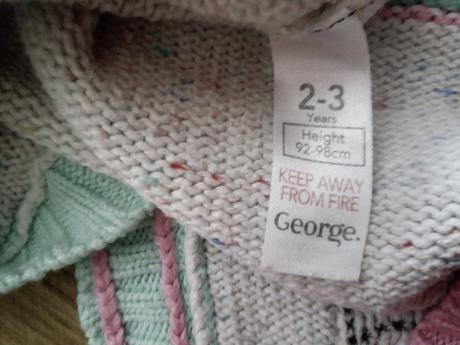 2-3
Years
Height
92-98cm
KEEP AWAY
FROM FIRE
George.